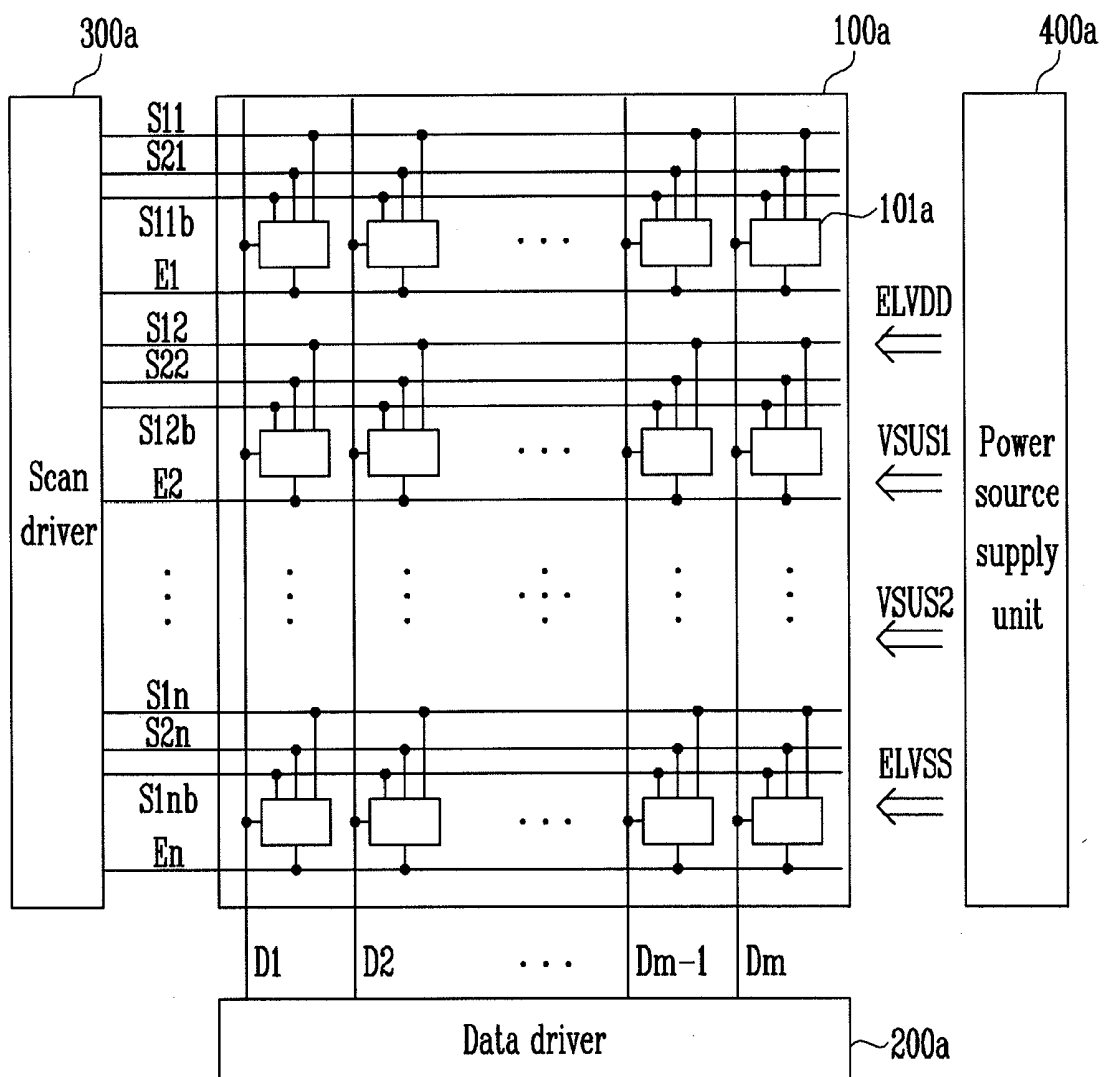 300a
100a
400a
S11
S21
S11b
E1
101a
ELVDD
S12
S22
S12b
E2
VSUS1
Scan
driver
Power
source
supply
unit
VSUS2
S1n
S2n
S1nb
En
ELVSS
D1 D2 Dm-1 Dm
Data driver
200a